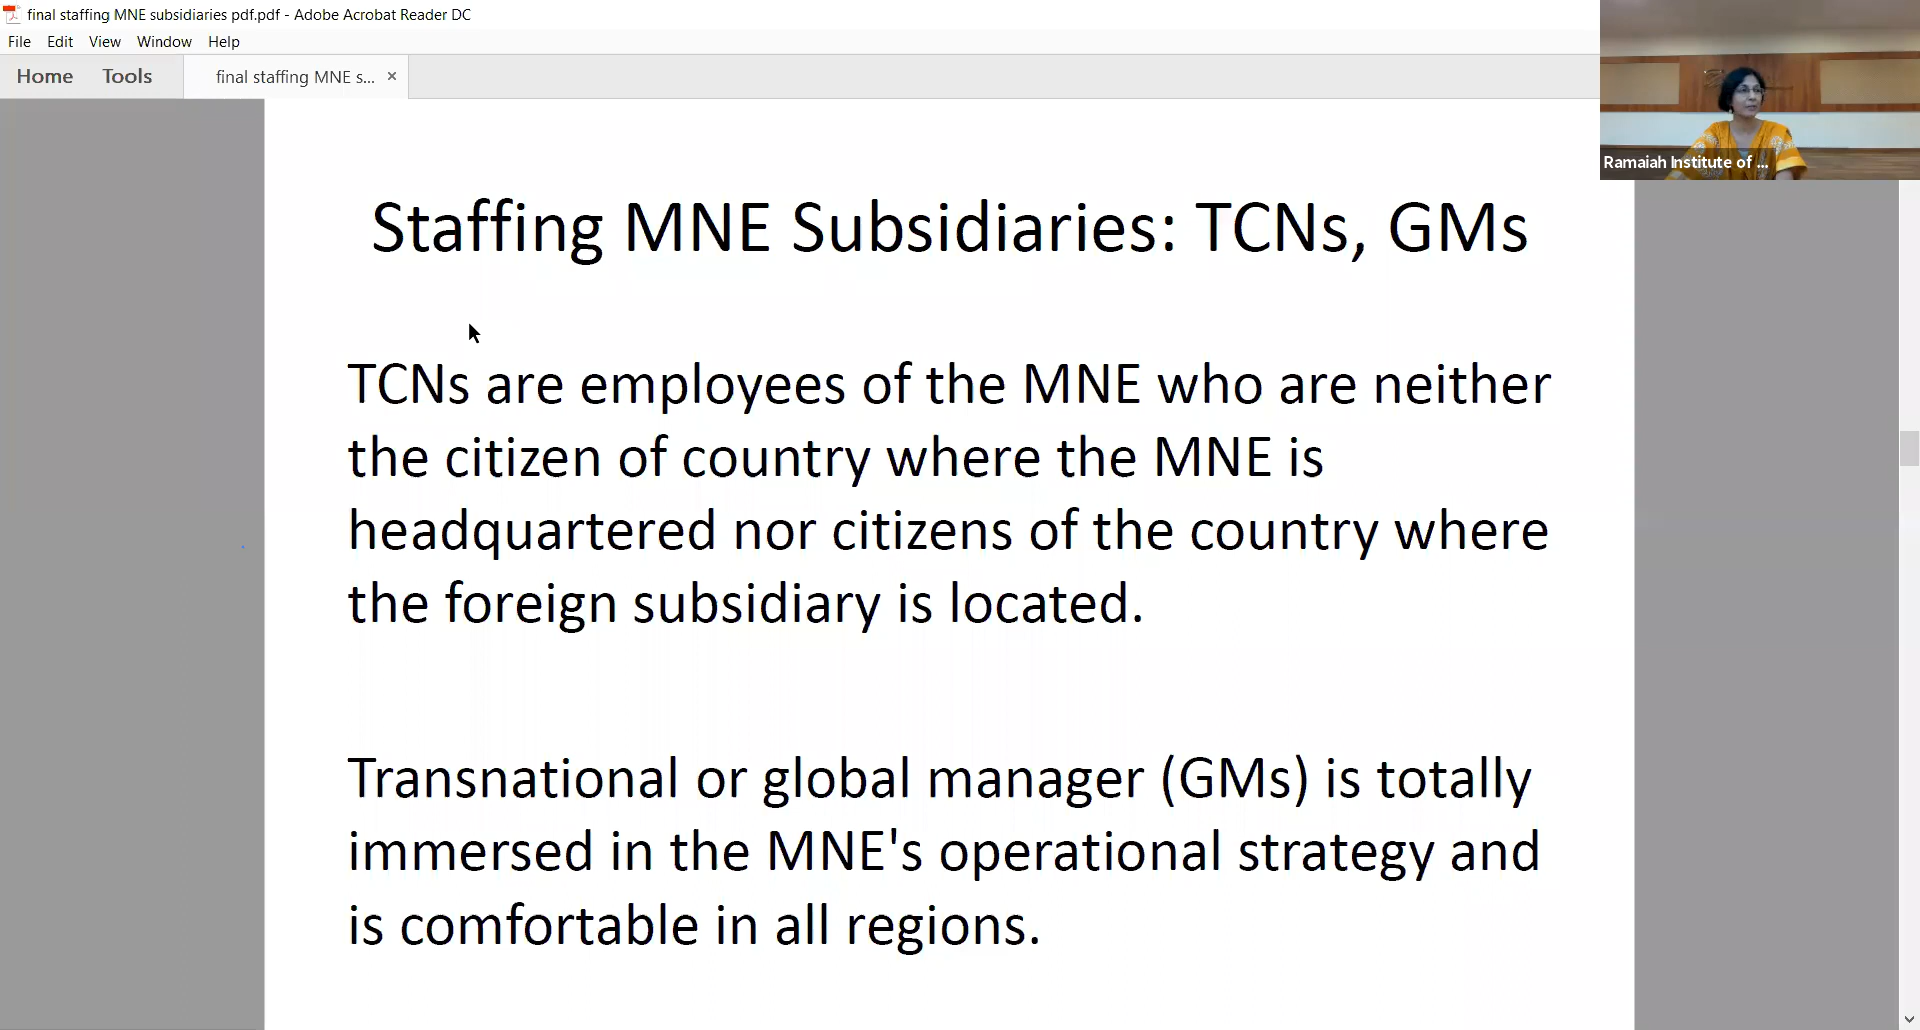 final staffing MNE subsidiaries pdf.pdf - Adobe Acrobat Reader DC
File Edit View Window Help
Home Tools final staffing MNE s... ×
Ramaiah Institute of ...
Staffing MNE Subsidiaries: TCNs, GMs
TCNs are employees of the MNE who are neither
the citizen of country where the MNE is
headquartered nor citizens of the country where
the foreign subsidiary is located.
Transnational or global manager (GMs) is totally
immersed in the MNE's operational strategy and
is comfortable in all regions.